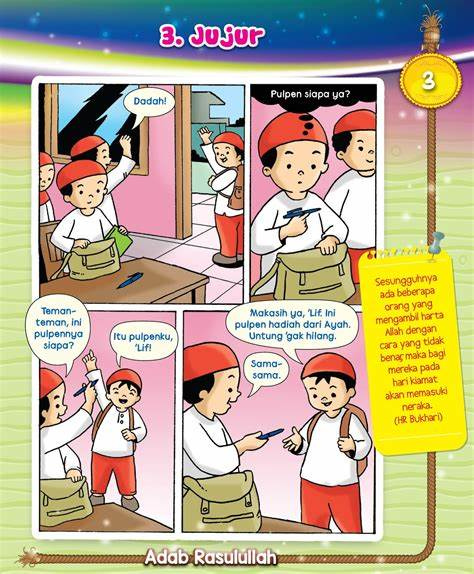 3. Jujur
3
Dadah!
Pulpen siapa ya?
Teman-
teman, ini
pulpennya
siapa?
Itu pulpenku,
'Lif!
Makasih ya, 'Lif. Ini
pulpen hadiah dari Ayah.
Untung 'gak hilang.
Sama-
sama.
Sesungguhnya
ada beberapa
orang yang
mengambil harta
Allah dengan
cara yang tidak
benar, maka bagi
mereka pada
hari kiamat
akan memasuki
neraka.
(HR Bukhari)
Adab Rasulullah